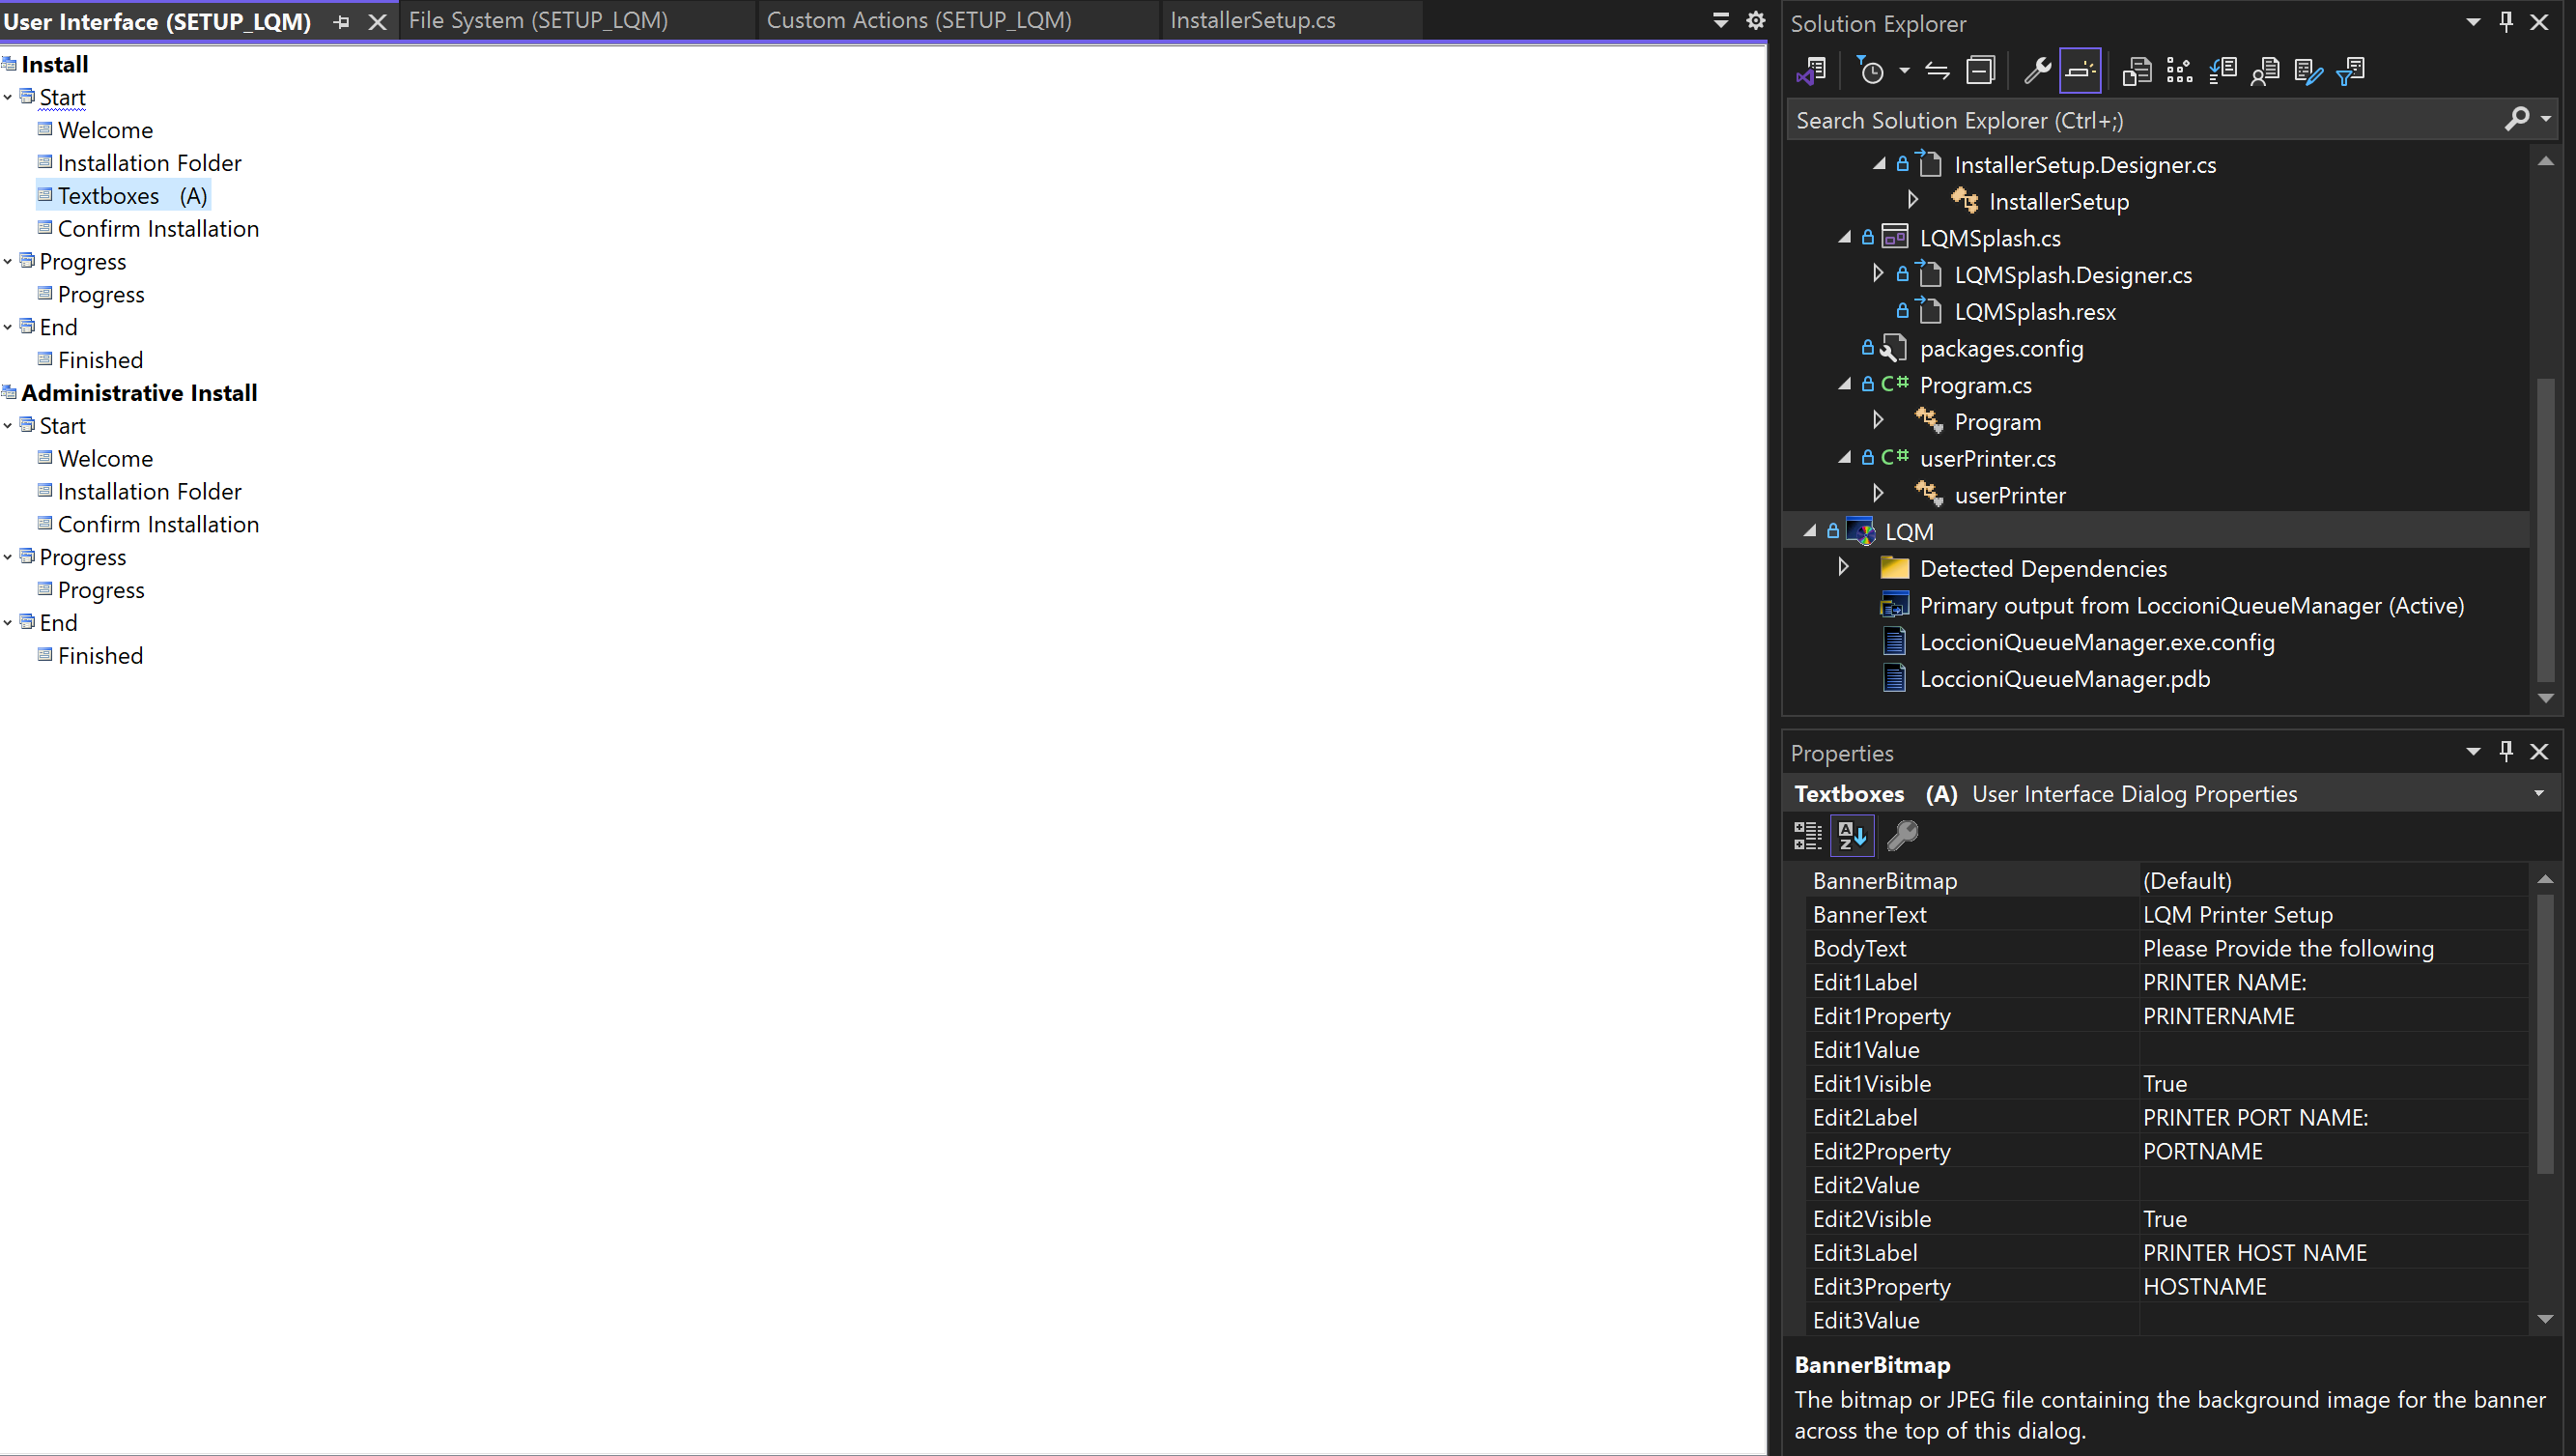 User Interface (SETUP_LQM)
File System (SETUP_LQM)
Custom Actions (SETUP_LQM)
InstallerSetup.cs
Install
Start
Welcome
Installation Folder
Textboxes (A)
Confirm Installation
Progress
Progress
End
Finished
Administrative Install
Start
Welcome
Installation Folder
Confirm Installation
Progress
Progress
End
Finished
Solution Explorer
Search Solution Explorer (Ctrl+;)
InstallerSetup.Designer.cs
InstallerSetup
LQMSplash.cs
LQMSplash.Designer.cs
LQMSplash.resx
packages.config
C# Program.cs
Program
C# userPrinter.cs
userPrinter
LQM
Detected Dependencies
Primary output from LoccioniQueueManager (Active)
LoccioniQueueManager.exe.config
LoccioniQueueManager.pdb
Properties
Textboxes (A) User Interface Dialog Properties
BannerBitmap (Default)
BannerText LQM Printer Setup
BodyText Please Provide the following
Edit1Label PRINTER NAME:
Edit1Property PRINTERNAME
Edit1Value
Edit1Visible True
Edit2Label PRINTER PORT NAME:
Edit2Property PORTNAME
Edit2Value
Edit2Visible True
Edit3Label PRINTER HOST NAME
Edit3Property HOSTNAME
Edit3Value
BannerBitmap
The bitmap or JPEG file containing the background image for the banner
across the top of this dialog.